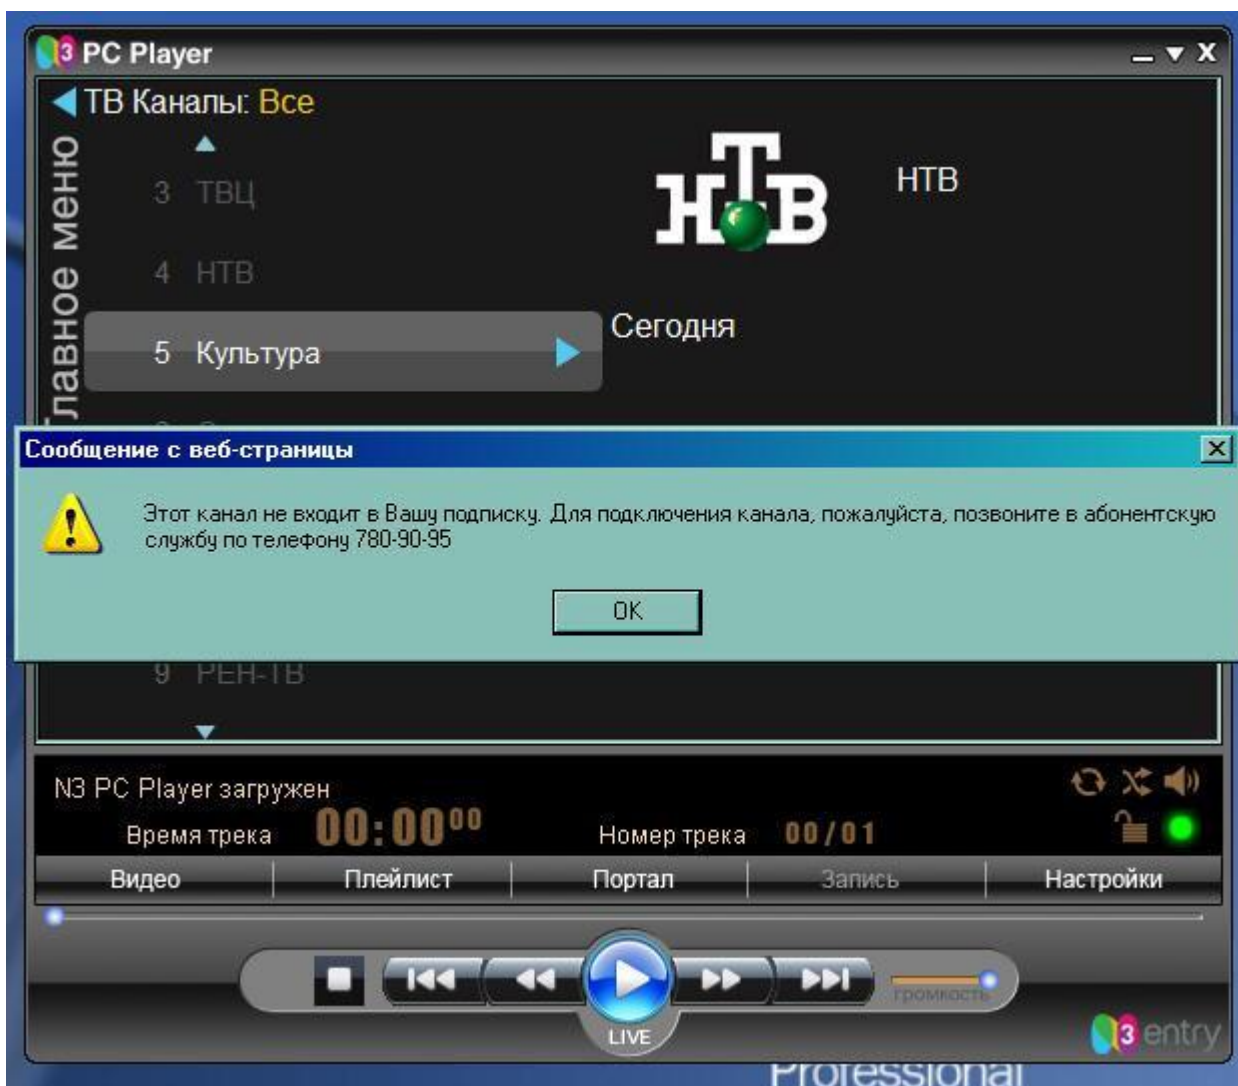 N3 PC Player
ТВ Каналы: Все
Главное меню
3 ТВЦ
НТВ
НТВ
4 НТВ
Сегодня
5 Культура
Сообщение с веб-страницы
Этот канал не входит в Вашу подписку. Для подключения канала, пожалуйста, позвоните в абонентскую
службу по телефону 780-90-95
OK
9 РЕН-ТВ
N3 PC Player загружен
Время трека 00:00 00
Номер трека 00/01
Видео Плейлист Портал Запись Настройки
громкость
LIVE
N3 entry
Professional